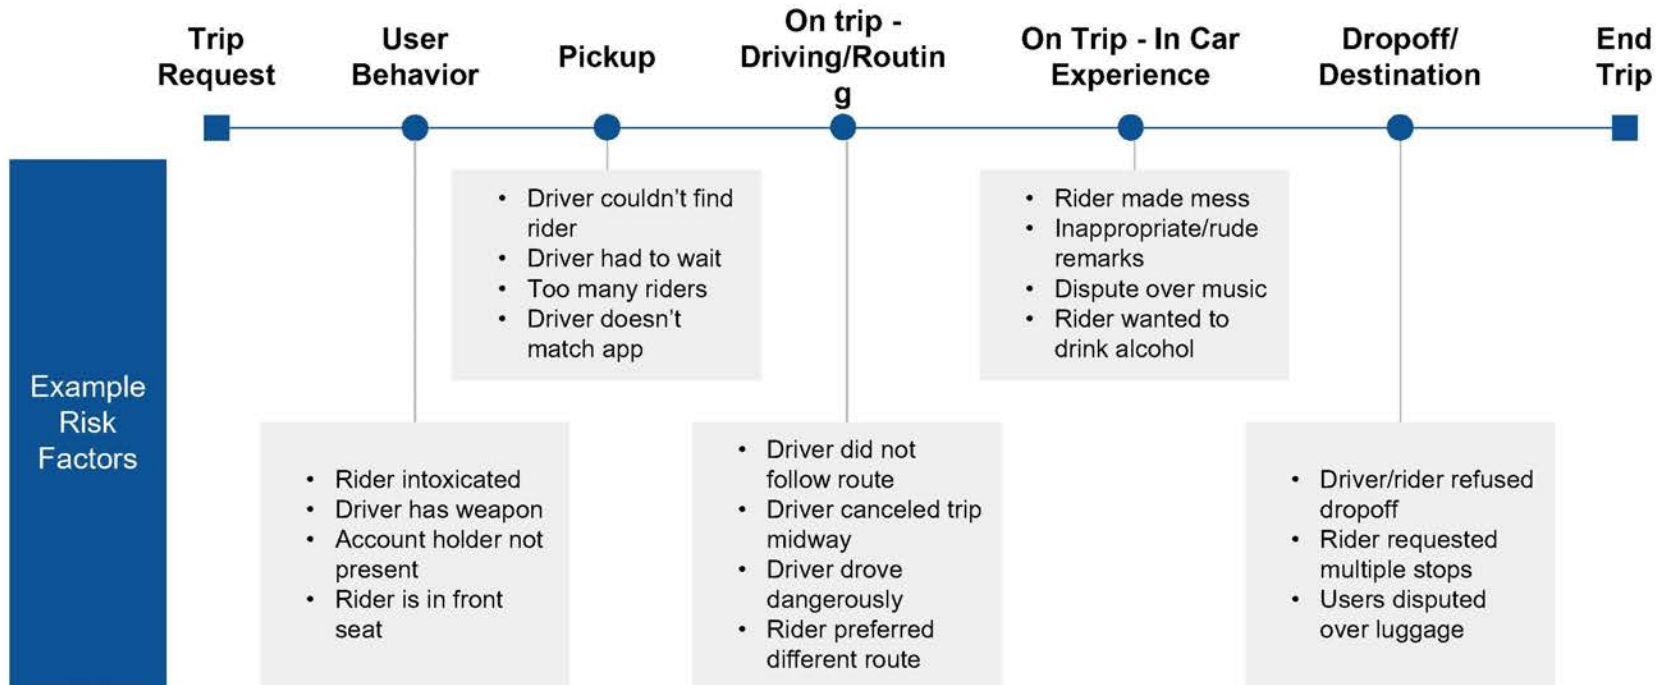 Trip
Request
User
Behavior
Pickup
On trip -
Driving/Routin
g
On Trip - In Car
Experience
Dropoff/
Destination
End
Trip
Example
Risk
Factors
• Rider intoxicated
• Driver has weapon
• Account holder not
present
• Rider is in front
seat
• Driver couldn’t find
rider
• Driver had to wait
• Too many riders
• Driver doesn’t
match app
• Driver did not
follow route
• Driver canceled trip
midway
• Driver drove
dangerously
• Rider preferred
different route
• Rider made mess
• Inappropriate/rude
remarks
• Dispute over music
• Rider wanted to
drink alcohol
• Driver/rider refused
dropoff
• Rider requested
multiple stops
• Users disputed
over luggage